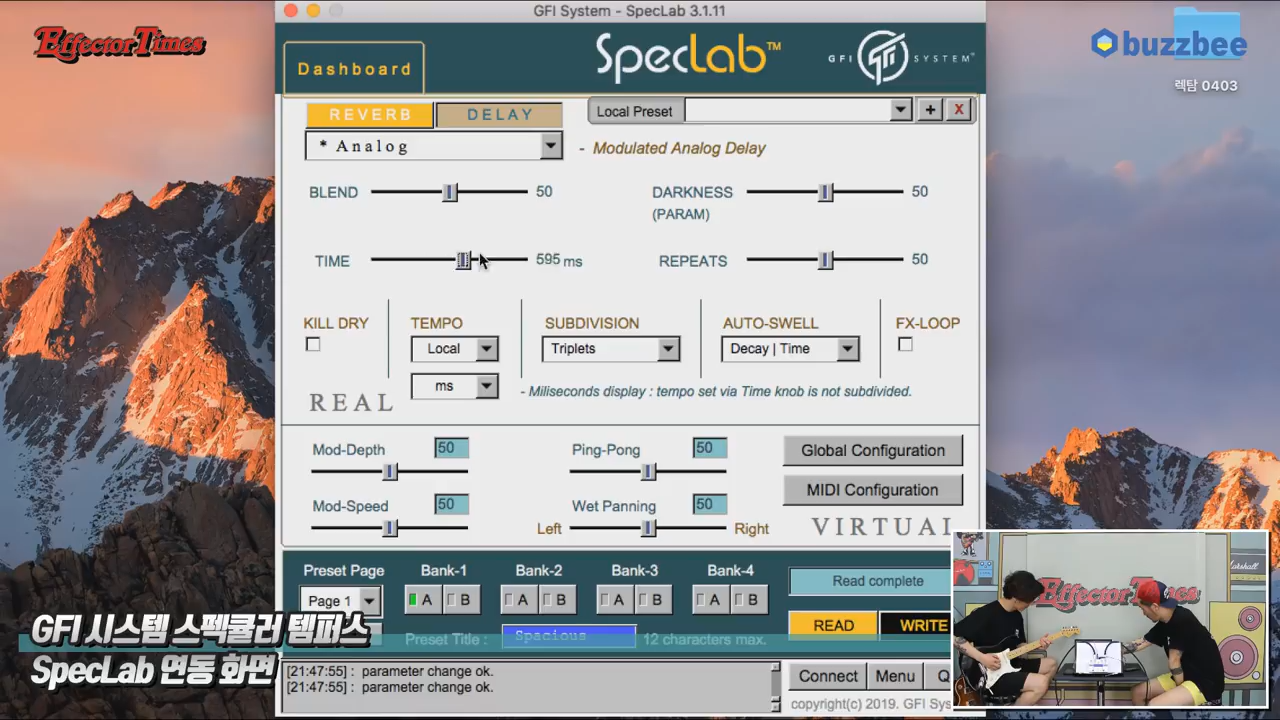 GFI System - SpecLab 3.1.11
Effector Times
Dashboard
SpecLab™
GFI SYSTEM
buzzbee
렉탐 0403
REVERB
DELAY
Local Preset
+
X
* Analog
- Modulated Analog Delay
BLEND
50
DARKNESS
(PARAM)
50
TIME
595 ms
REPEATS
50
KILL DRY
TEMPO
SUBDIVISION
AUTO-SWELL
FX-LOOP
Local
Triplets
Decay | Time
ms
- Miliseconds display : tempo set via Time knob is not subdivided.
REAL
Mod-Depth
50
Ping-Pong
50
Global Configuration
Mod-Speed
50
Wet Panning
50
MIDI Configuration
Left
Right
VIRTUAL
Preset Page
Bank-1
Bank-2
Bank-3
Bank-4
Read complete
Page 1
A
B
A
B
A
B
A
B
READ
WRITE
Preset Title :
Spacious
12 characters max.
GFI 시스템 스펙큘러 템퍼스
SpecLab 연동 화면
[21:47:55] : parameter change ok.
[21:47:55] : parameter change ok.
Connect
Menu
Q
copyright(c) 2019. GFI Sys
Effector Times
Marshall